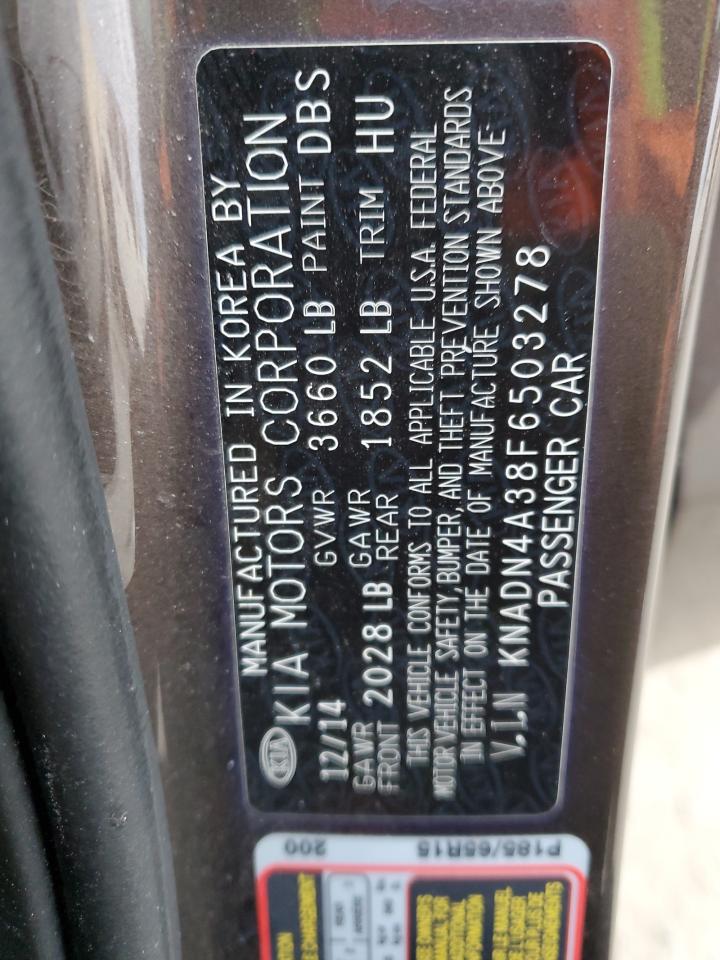 MANUFACTURED IN KOREA BY
KIA KIA MOTORS CORPORATION
12/14 GVWR 3660 LB PAINT DBS
GAWR FRONT 2028 LB GAWR REAR 1852 LB TRIM HU
THIS VEHICLE CONFORMS TO ALL APPLICABLE U.S.A. FEDERAL
MOTOR VEHICLE SAFETY, BUMPER, AND THEFT PREVENTION STANDARDS
IN EFFECT ON THE DATE OF MANUFACTURE SHOWN ABOVE
V.I.N KNADN4A38F6503278
PASSENGER CAR
200
P185/65R15